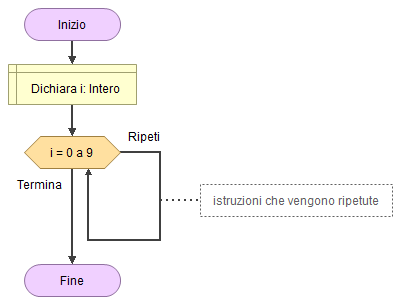 Inizio
Dichiara i: Intero
Ripeti
i = 0 a 9
Termina
istruzioni che vengono ripetute
Fine